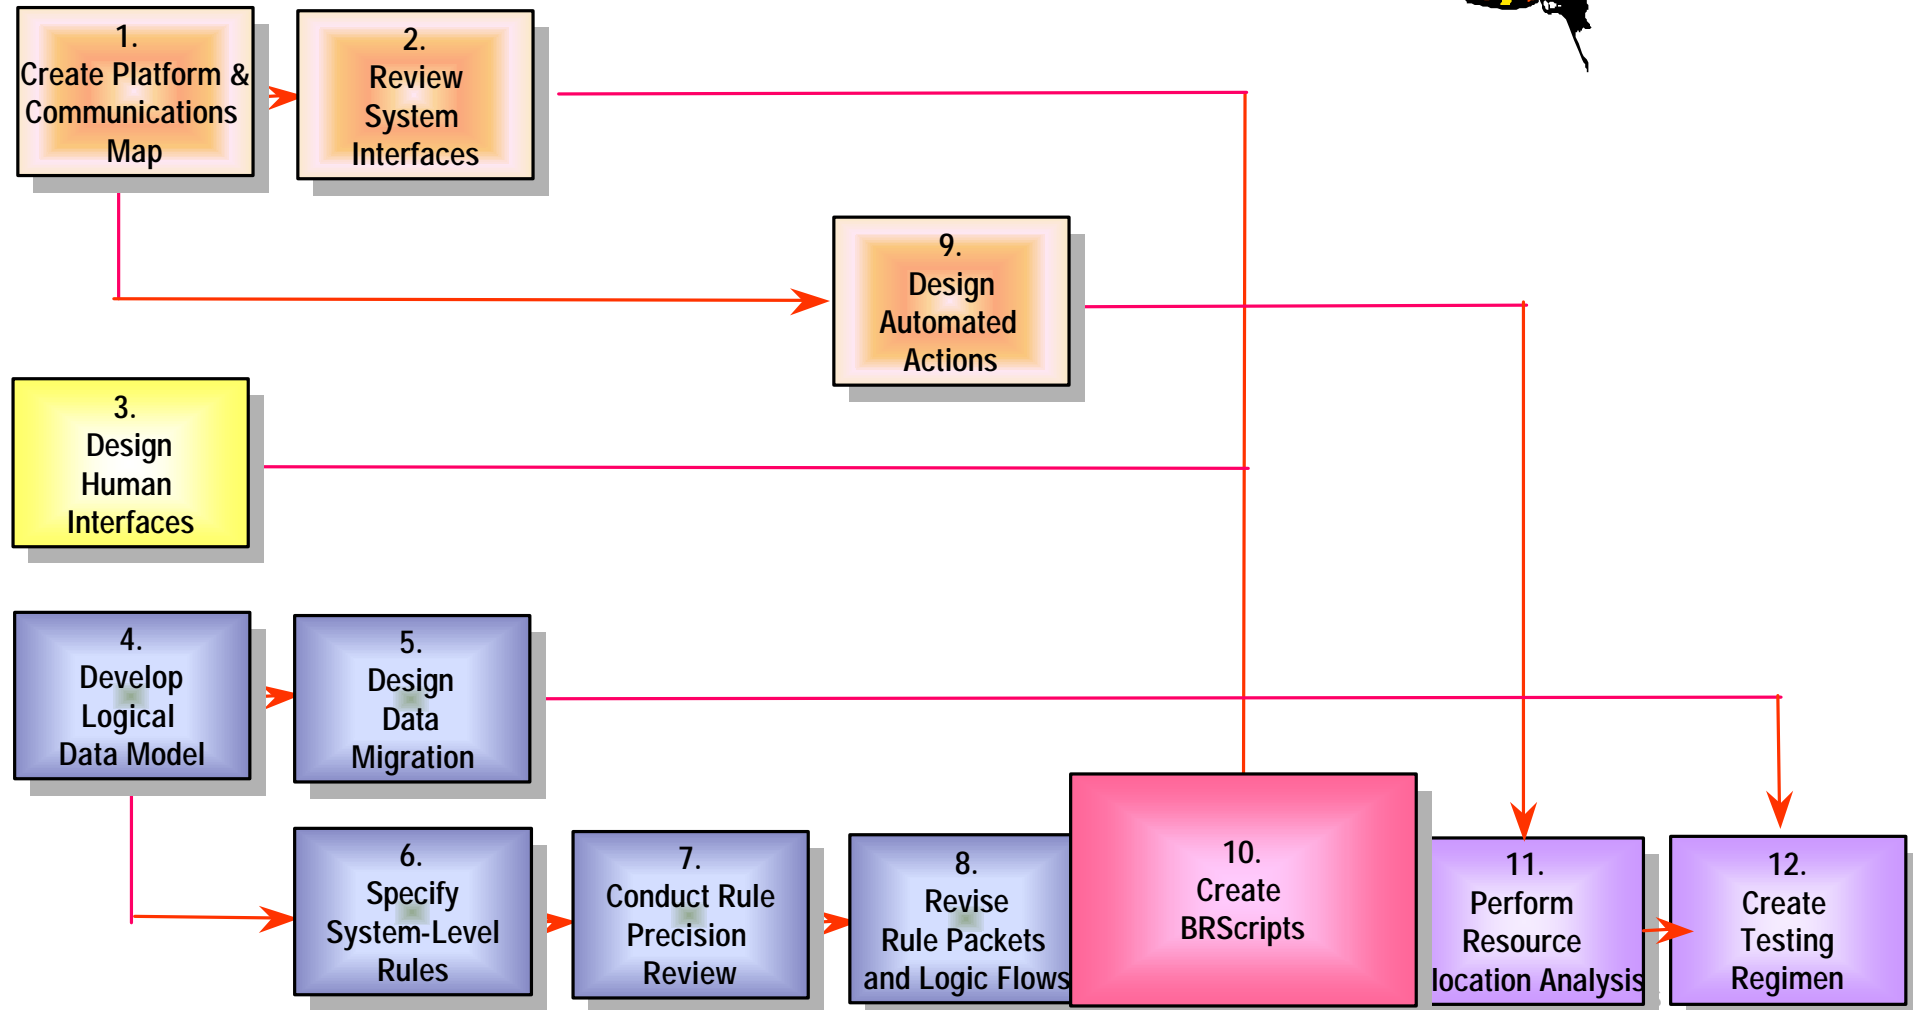 1.
Create Platform &
Communications
Map
2.
Review
System
Interfaces
9.
Design
Automated
Actions
3.
Design
Human
Interfaces
4.
Develop
Logical
Data Model
5.
Design
Data
Migration
6.
Specify
System-Level
Rules
7.
Conduct Rule
Precision
Review
8.
Revise
Rule Packets
and Logic Flows
10.
Create
BRScripts
11.
Perform
Resource
location Analysis
12.
Create
Testing
Regimen